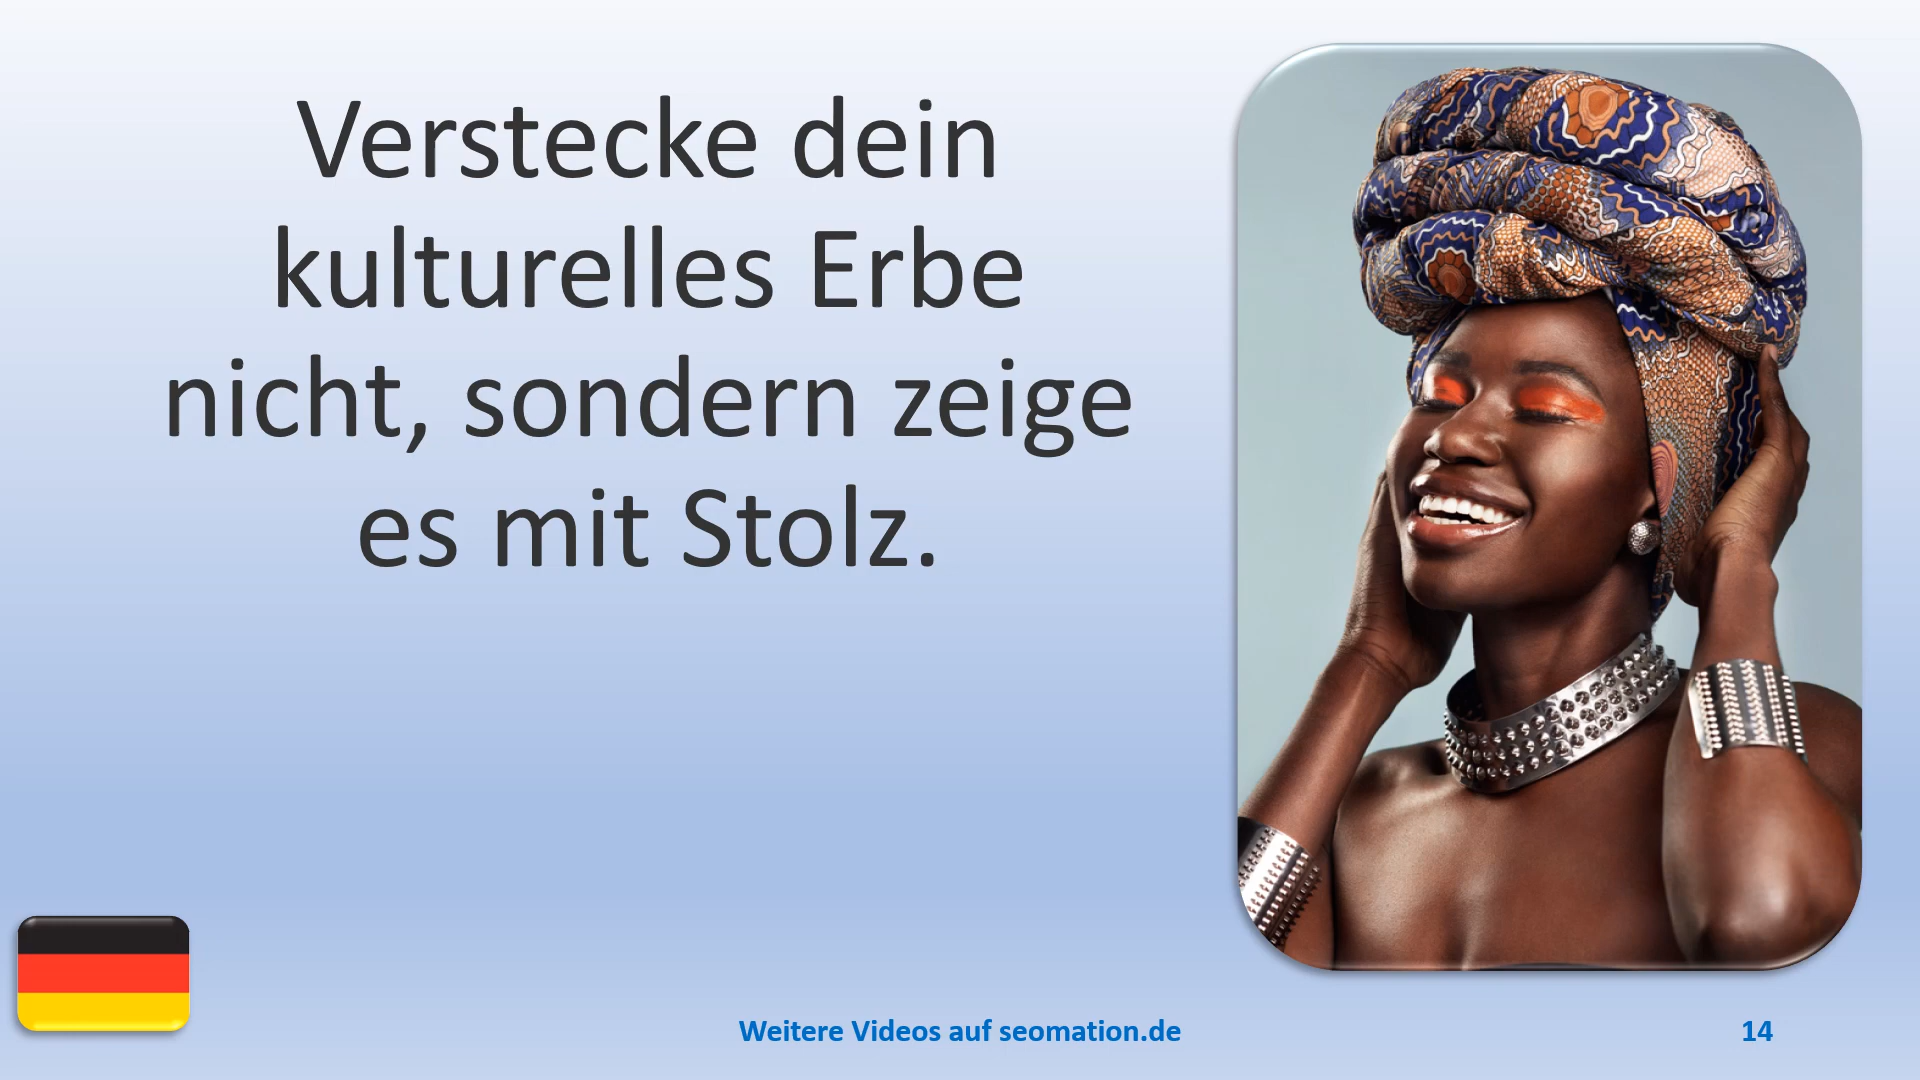 Verstecke dein
kulturelles Erbe
nicht, sondern zeige
es mit Stolz.
Weitere Videos auf seomation.de
14